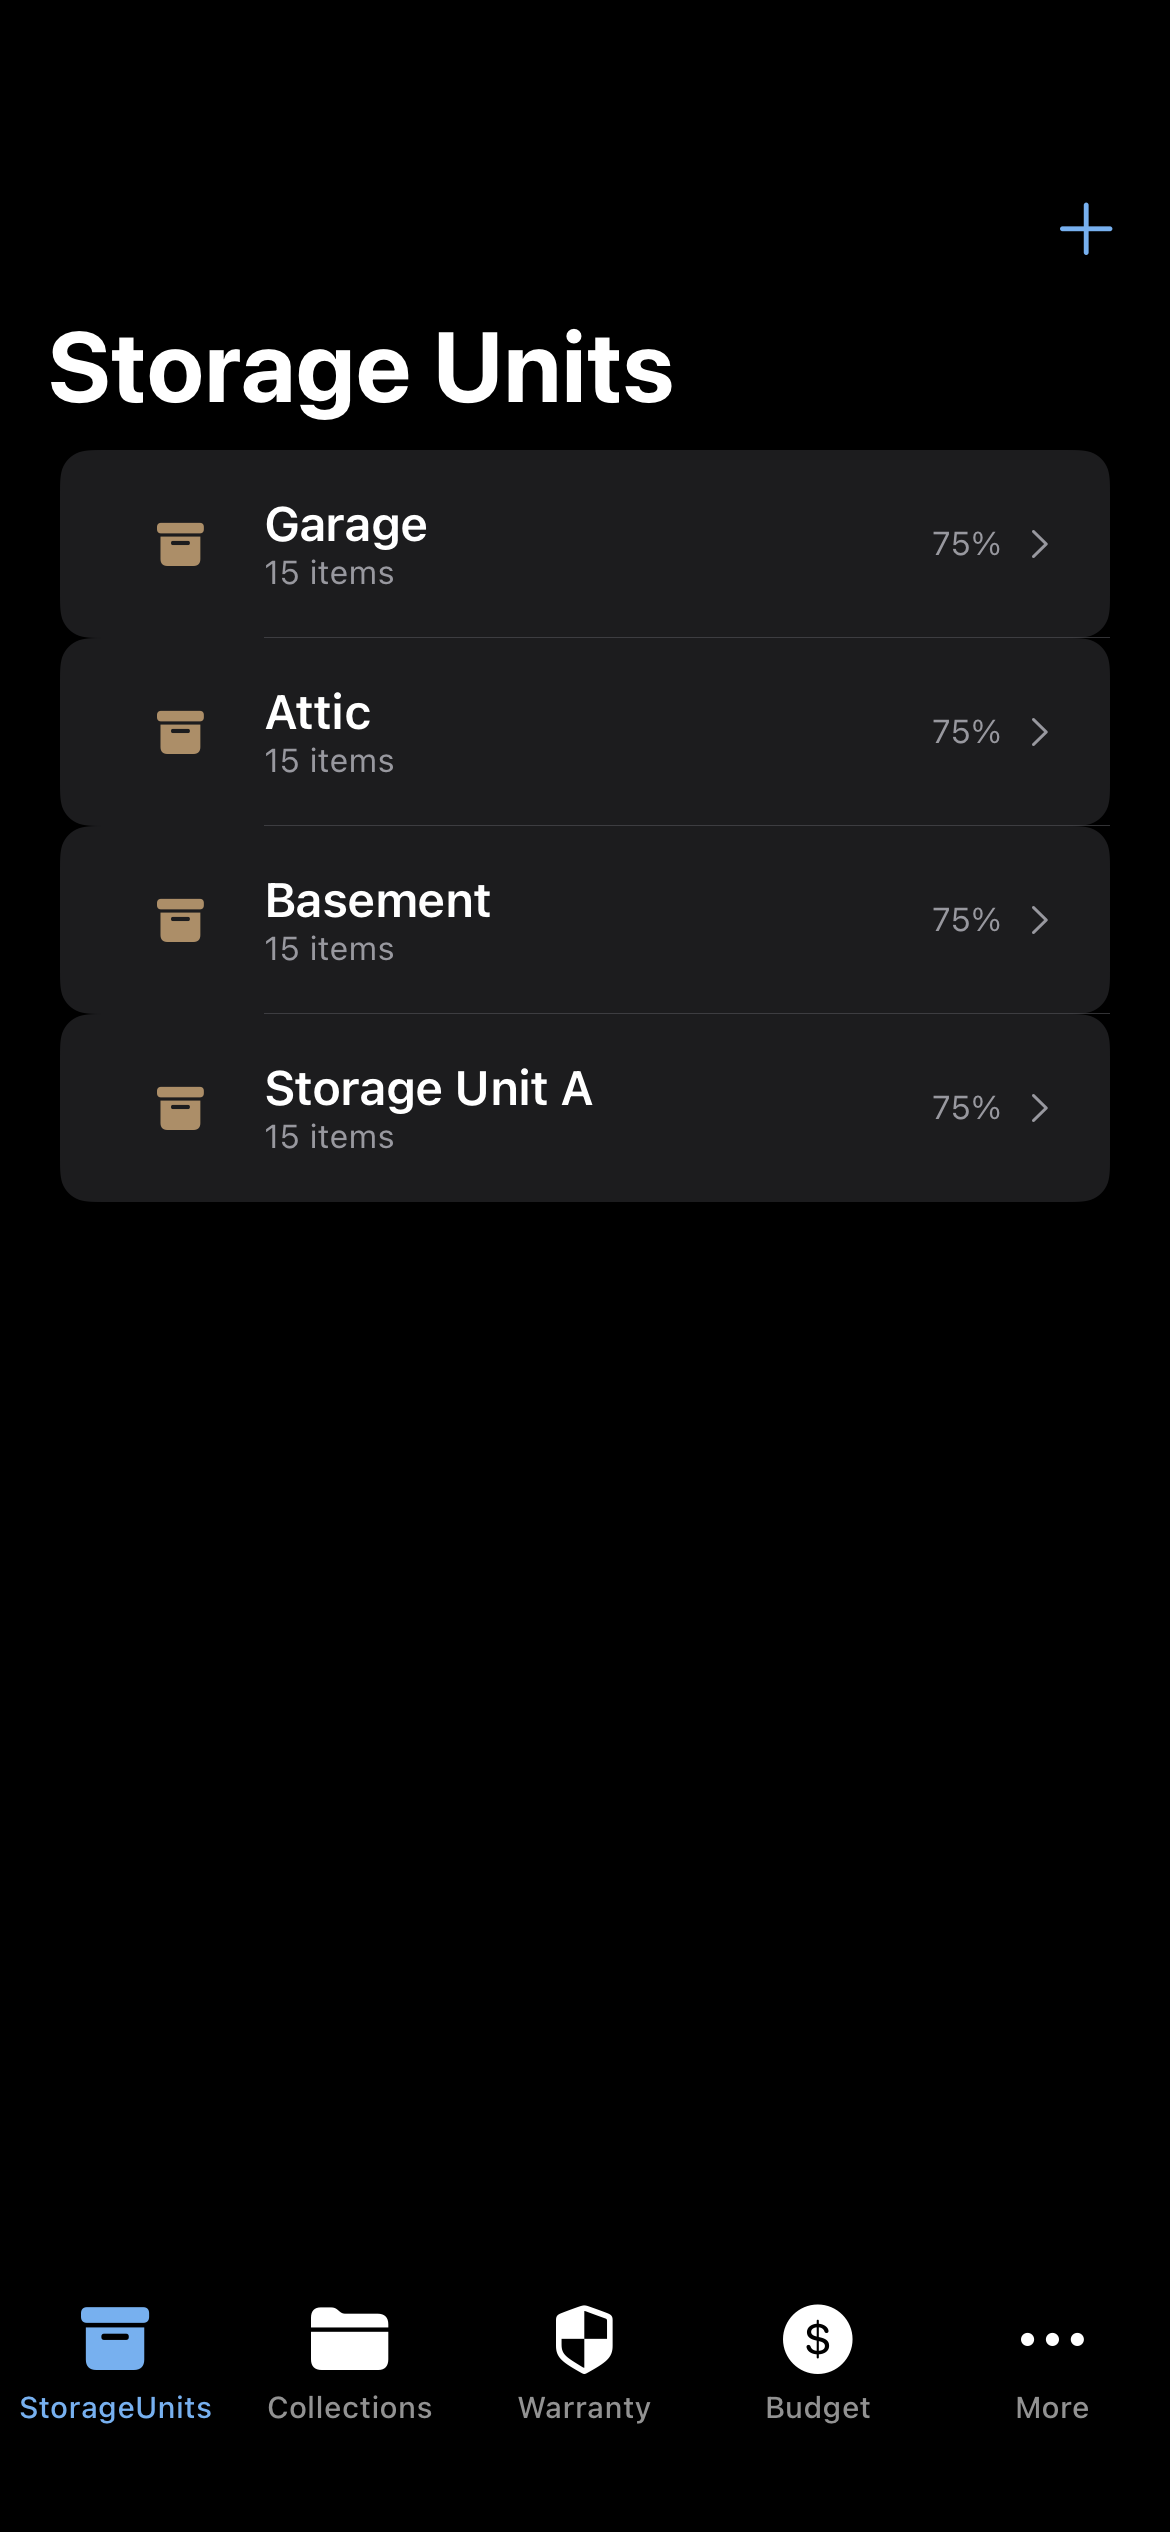 Storage Units
Garage
15 items
75%
Attic
15 items
75%
Basement
15 items
75%
Storage Unit A
15 items
75%
$
StorageUnits
Collections
Warranty
Budget
More